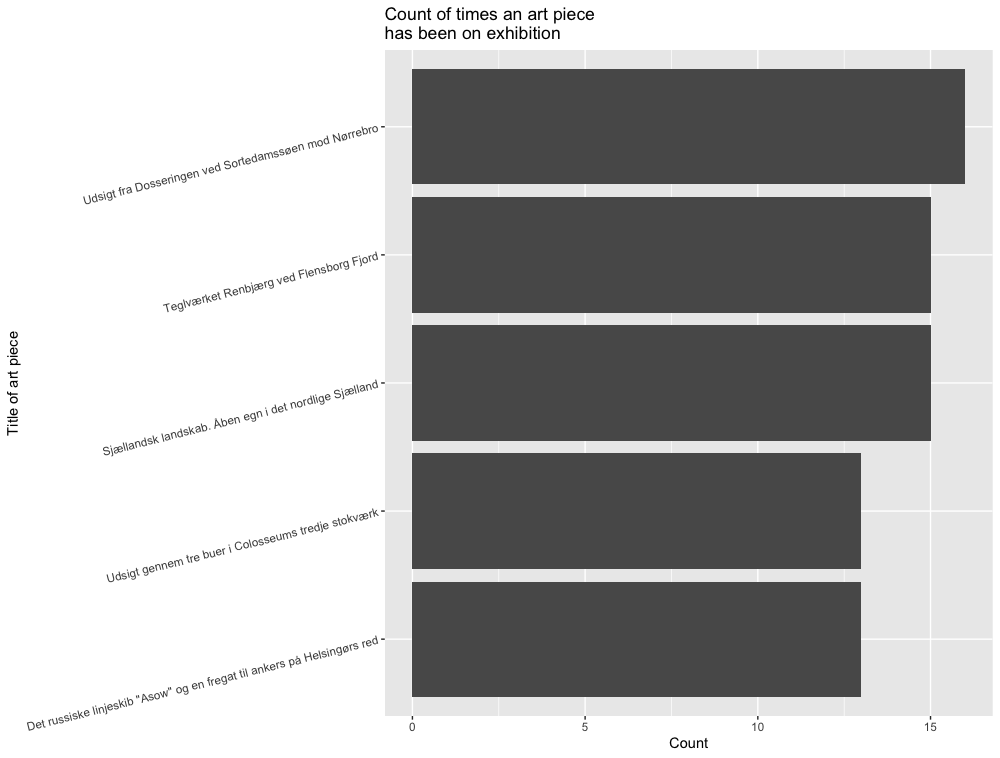 Count of times an art piece
has been on exhibition
Title of art piece
Udsigt fra Dosseringen ved Sortedamssøen mod Nørrebro
Teglværket Renbjærg ved Flensborg Fjord
Sjællandsk landskab. Åben egn i det nordlige Sjælland
Udsigt gennem tre buer i Colosseums tredje stokværk
Det russiske linjeskib "Asow" og en fregat til ankers på Helsingørs red
0 5 10 15
Count